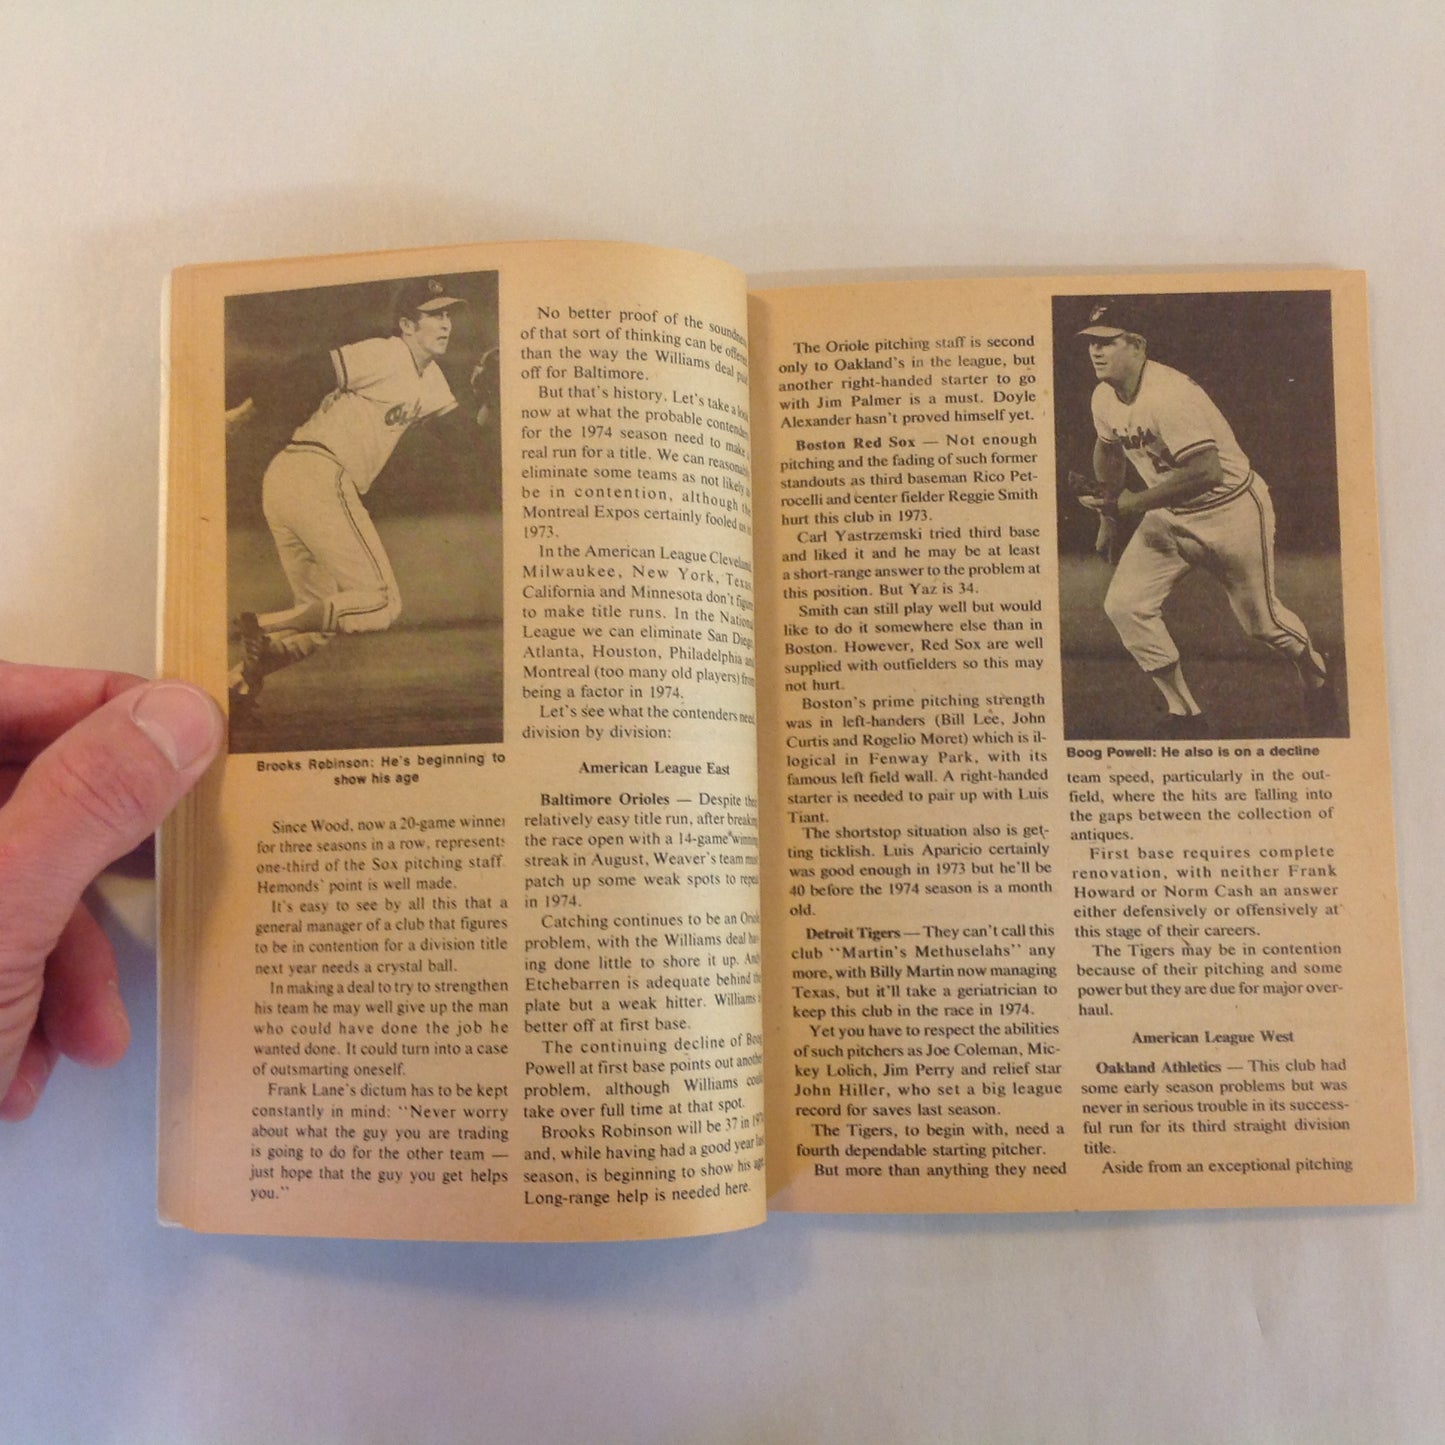 Brooks Robinson: He's beginning to
show his age
Since Wood, now a 20-game winner
for three seasons in a row, represents
one-third of the Sox pitching staff.
Hemonds' point is well made.
It's easy to see by all this that a
general manager of a club that figures
to be in contention for a division title
next year needs a crystal ball.
In making a deal to try to strengthen
his team he may well give up the man
who could have done the job he
wanted done. It could turn into a case
of outsmarting oneself.
Frank Lane's dictum has to be kept
constantly in mind: "Never worry
about what the guy you are trading
is going to do for the other team —
just hope that the guy you get helps
you."
No better proof of the soundness
of that sort of thinking can be offered
than the way the Williams deal paid
off for Baltimore.
But that's history. Let's take a look
now at what the probable contenders
for the 1974 season need to make a
real run for a title. We can reasonably
eliminate some teams as not likely to
be in contention, although the
Montreal Expos certainly fooled us in
1973.
In the American League Cleveland,
Milwaukee, New York, Texas,
California and Minnesota don't figure
to make title runs. In the National
League we can eliminate San Diego,
Atlanta, Houston, Philadelphia and
Montreal (too many old players) from
being a factor in 1974.
Let's see what the contenders need,
division by division:
American League East
Baltimore Orioles — Despite their
relatively easy title run, after breaking
the race open with a 14-game winning
streak in August, Weaver's team must
patch up some weak spots to repeat
in 1974.
Catching continues to be an Oriole
problem, with the Williams deal hav-
ing done little to shore it up. Andy
Etchebarren is adequate behind the
plate but a weak hitter. Williams is
better off at first base.
The continuing decline of Boog
Powell at first base points out another
problem, although Williams could
take over full time at that spot.
Brooks Robinson will be 37 in 1974
and, while having had a good year last
season, is beginning to show his age.
Long-range help is needed here.
The Oriole pitching staff is second
only to Oakland's in the league, but
another right-handed starter to go
with Jim Palmer is a must. Doyle
Alexander hasn't proved himself yet.
Boston Red Sox — Not enough
pitching and the fading of such former
standouts as third baseman Rico Pet-
rocelli and center fielder Reggie Smith
hurt this club in 1973.
Carl Yastrzemski tried third base
and liked it and he may be at least
a short-range answer to the problem at
this position. But Yaz is 34.
Smith can still play well but would
like to do it somewhere else than in
Boston. However, Red Sox are well
supplied with outfielders so this may
not hurt.
Boston's prime pitching strength
was in left-handers (Bill Lee, John
Curtis and Rogelio Moret) which is il-
logical in Fenway Park, with its
famous left field wall. A right-handed
starter is needed to pair up with Luis
Tiant.
The shortstop situation also is get-
ting ticklish. Luis Aparicio certainly
was good enough in 1973 but he'll be
40 before the 1974 season is a month
old.
Detroit Tigers — They can't call this
club "Martin's Methuselahs" any
more, with Billy Martin now managing
Texas, but it'll take a geriatrician to
keep this club in the race in 1974.
Yet you have to respect the abilities
of such pitchers as Joe Coleman, Mic-
key Lolich, Jim Perry and relief star
John Hiller, who set a big league
record for saves last season.
The Tigers, to begin with, need a
fourth dependable starting pitcher.
But more than anything they need
Boog Powell: He also is on a decline
team speed, particularly in the out-
field, where the hits are falling into
the gaps between the collection of
antiques.
First base requires complete
renovation, with neither Frank
Howard or Norm Cash an answer
either defensively or offensively at
this stage of their careers.
The Tigers may be in contention
because of their pitching and some
power but they are due for major over-
haul.
American League West
Oakland Athletics — This club had
some early season problems but was
never in serious trouble in its success-
ful run for its third straight division
title.
Aside from an exceptional pitching